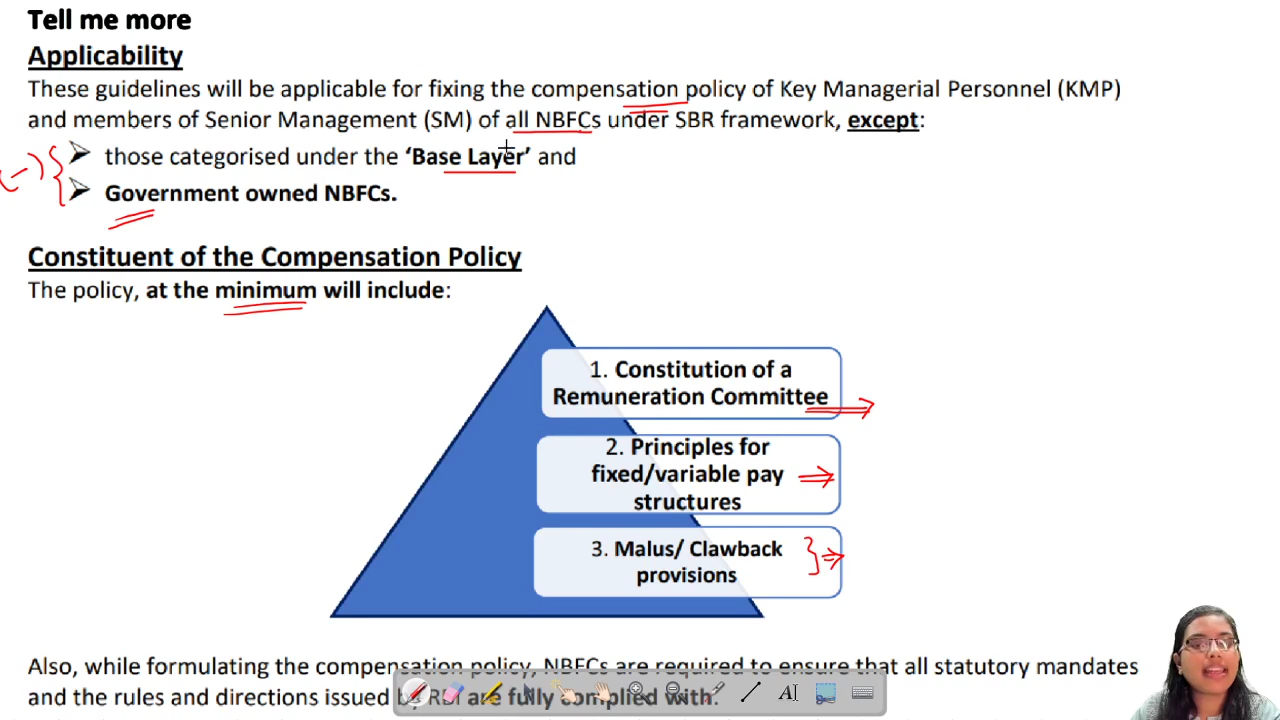 Tell me more
Applicability
These guidelines will be applicable for fixing the compensation policy of Key Managerial Personnel (KMP)
and members of Senior Management (SM) of all NBFCs under SBR framework, except:
those categorised under the ‘Base Layer’ and
Government owned NBFCs.
Constituent of the Compensation Policy
The policy, at the minimum will include:
1. Constitution of a
Remuneration Committee
2. Principles for
fixed/variable pay
structures
3. Malus/ Clawback
provisions
Also, while formulating the compensation policy, NBFCs are required to ensure that all statutory mandates
and the rules and directions issued by RBI are fully complied with.